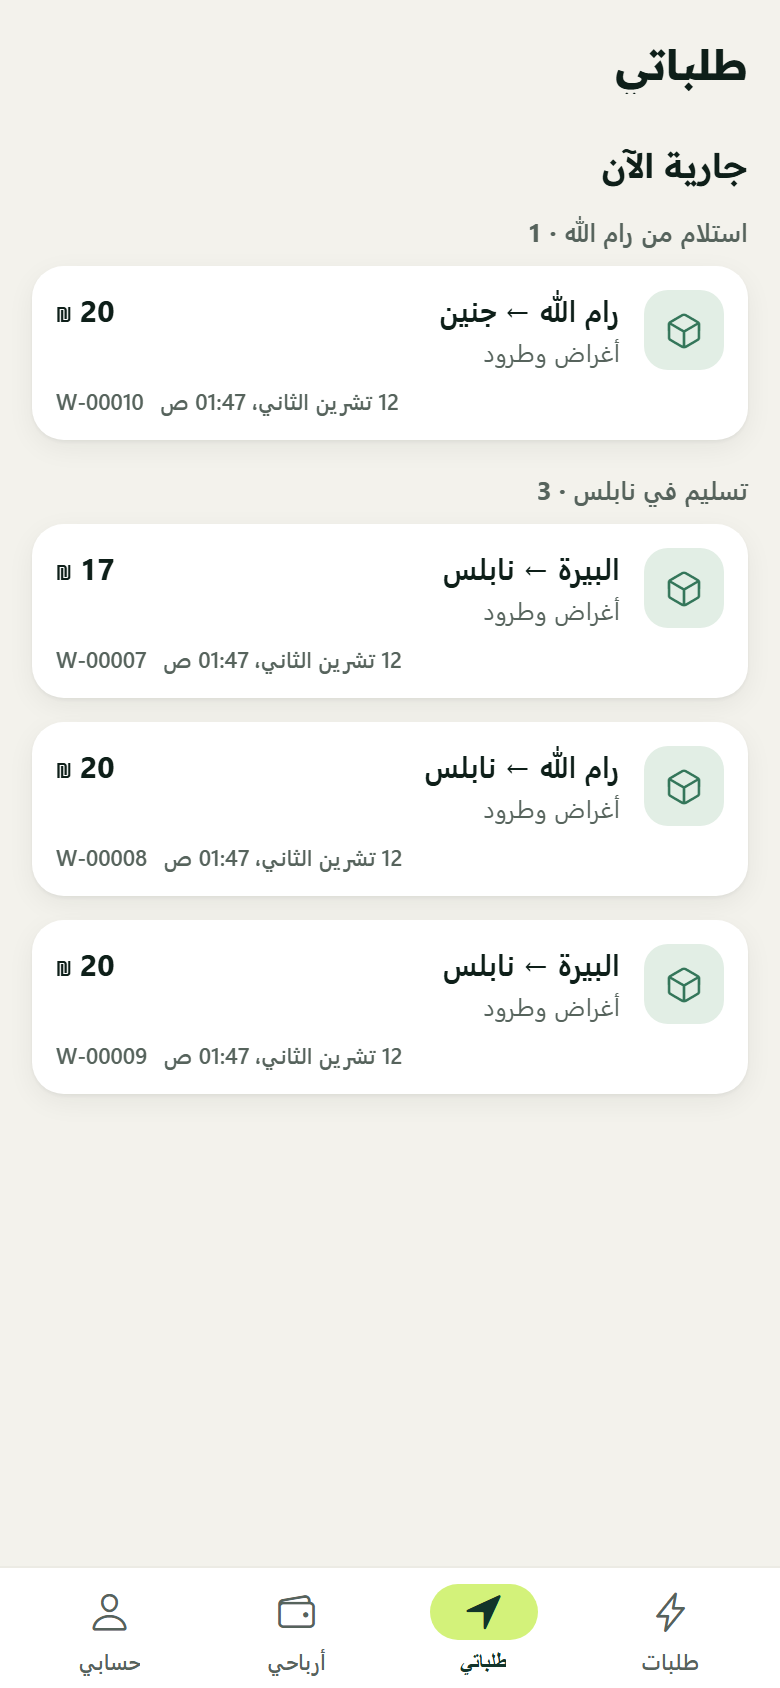 طلباتي
جارية الآن
استلام من رام الله · 1
رام الله ← جنين
20 ₪
أغراض وطرود
12 تشرين الثاني، 01:47 ص W-00010
تسليم في نابلس · 3
البيرة ← نابلس
17 ₪
أغراض وطرود
12 تشرين الثاني، 01:47 ص W-00007
رام الله ← نابلس
20 ₪
أغراض وطرود
12 تشرين الثاني، 01:47 ص W-00008
البيرة ← نابلس
20 ₪
أغراض وطرود
12 تشرين الثاني، 01:47 ص W-00009
طلبات
طلباتي
أرباحي
حسابي